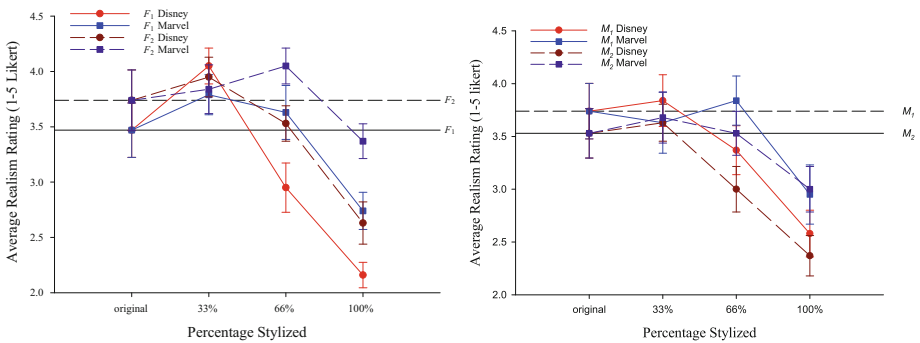 4.5
4.0
3.5
3.0
2.5
2.0
Average Realism Rating (1-5 Likert)
F1 Disney
F1 Marvel
F2 Disney
F2 Marvel
F2
F1
original 33% 66% 100%
Percentage Stylized
4.5
4.0
3.5
3.0
2.5
2.0
Average Realism Rating (1-5 Likert)
M1 Disney
M1 Marvel
M2 Disney
M2 Marvel
M1
M2
original 33% 66% 100%
Percentage Stylized